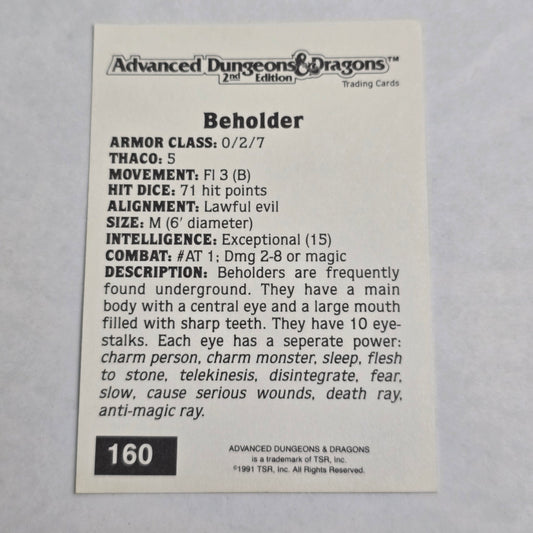 Advanced Dungeons & Dragons™
2nd Edition
Trading Cards
Beholder
ARMOR CLASS: 0/2/7
THACO: 5
MOVEMENT: Fl 3 (B)
HIT DICE: 71 hit points
ALIGNMENT: Lawful evil
SIZE: M (6' diameter)
INTELLIGENCE: Exceptional (15)
COMBAT: #AT 1; Dmg 2-8 or magic
DESCRIPTION: Beholders are frequently
found underground. They have a main
body with a central eye and a large mouth
filled with sharp teeth. They have 10 eye-
stalks. Each eye has a seperate power:
charm person, charm monster, sleep, flesh
to stone, telekinesis, disintegrate, fear,
slow, cause serious wounds, death ray,
anti-magic ray.
160
ADVANCED DUNGEONS & DRAGONS
is a trademark of TSR, Inc.
©1991 TSR, Inc. All Rights Reserved.